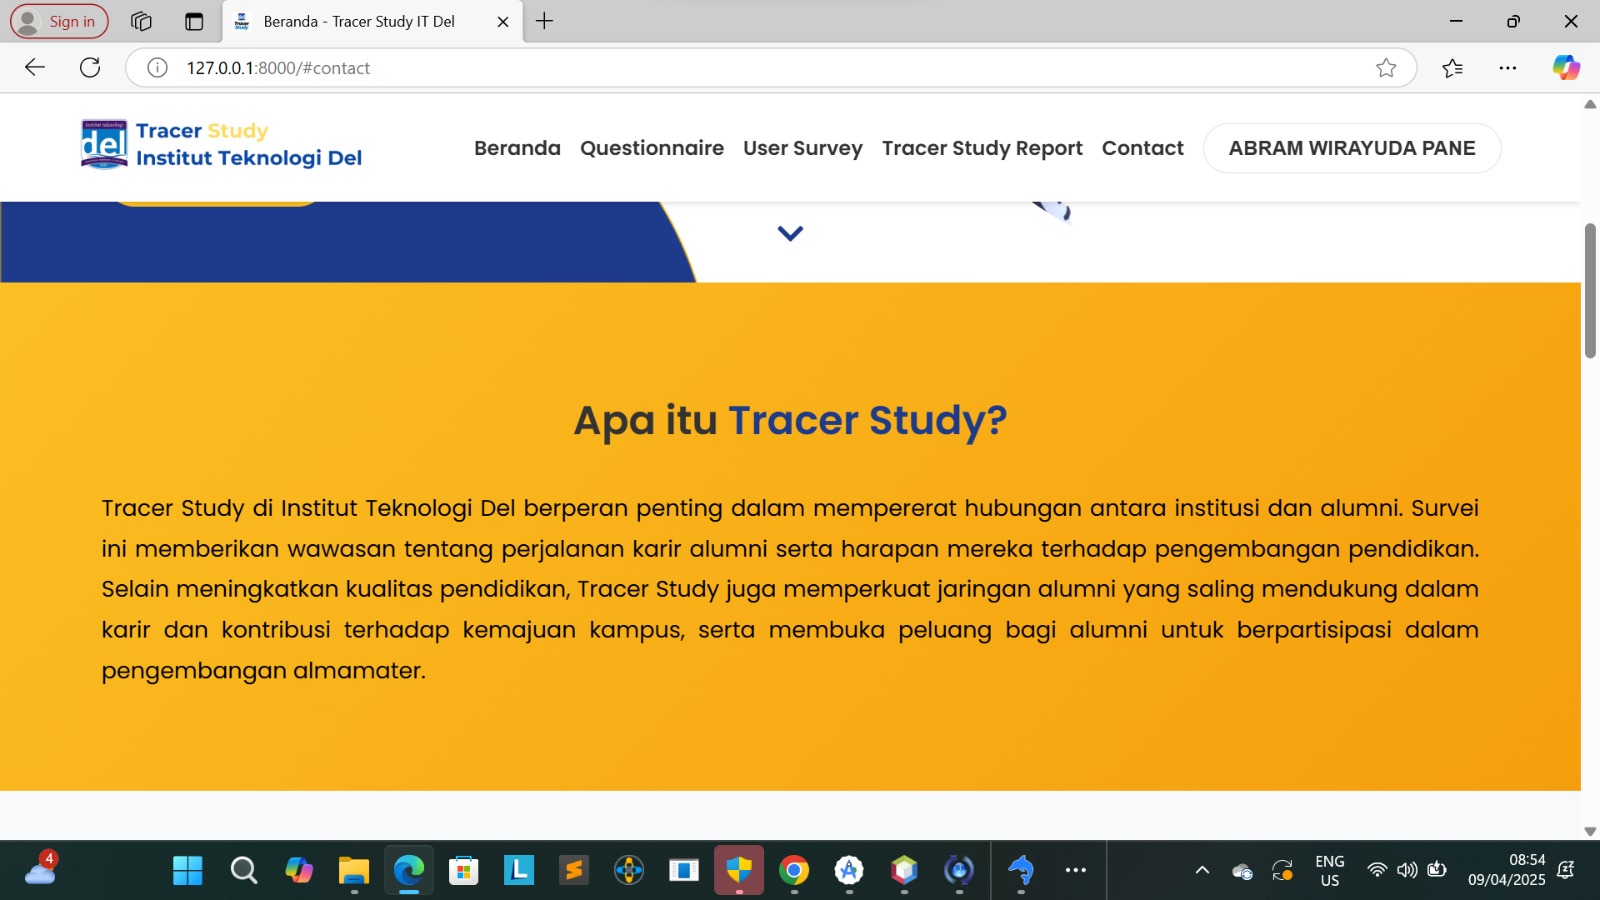 Sign in
Beranda - Tracer Study IT Del
127.0.0.1:8000/#contact
institut teknologi
del
Tracer Study
Institut Teknologi Del
Beranda
Questionnaire
User Survey
Tracer Study Report
Contact
ABRAM WIRAYUDA PANE
Apa itu Tracer Study?
Tracer Study di Institut Teknologi Del berperan penting dalam mempererat hubungan antara institusi dan alumni. Survei
ini memberikan wawasan tentang perjalanan karir alumni serta harapan mereka terhadap pengembangan pendidikan.
Selain meningkatkan kualitas pendidikan, Tracer Study juga memperkuat jaringan alumni yang saling mendukung dalam
karir dan kontribusi terhadap kemajuan kampus, serta membuka peluang bagi alumni untuk berpartisipasi dalam
pengembangan almamater.
4
L
ENG
US
08:54
09/04/2025